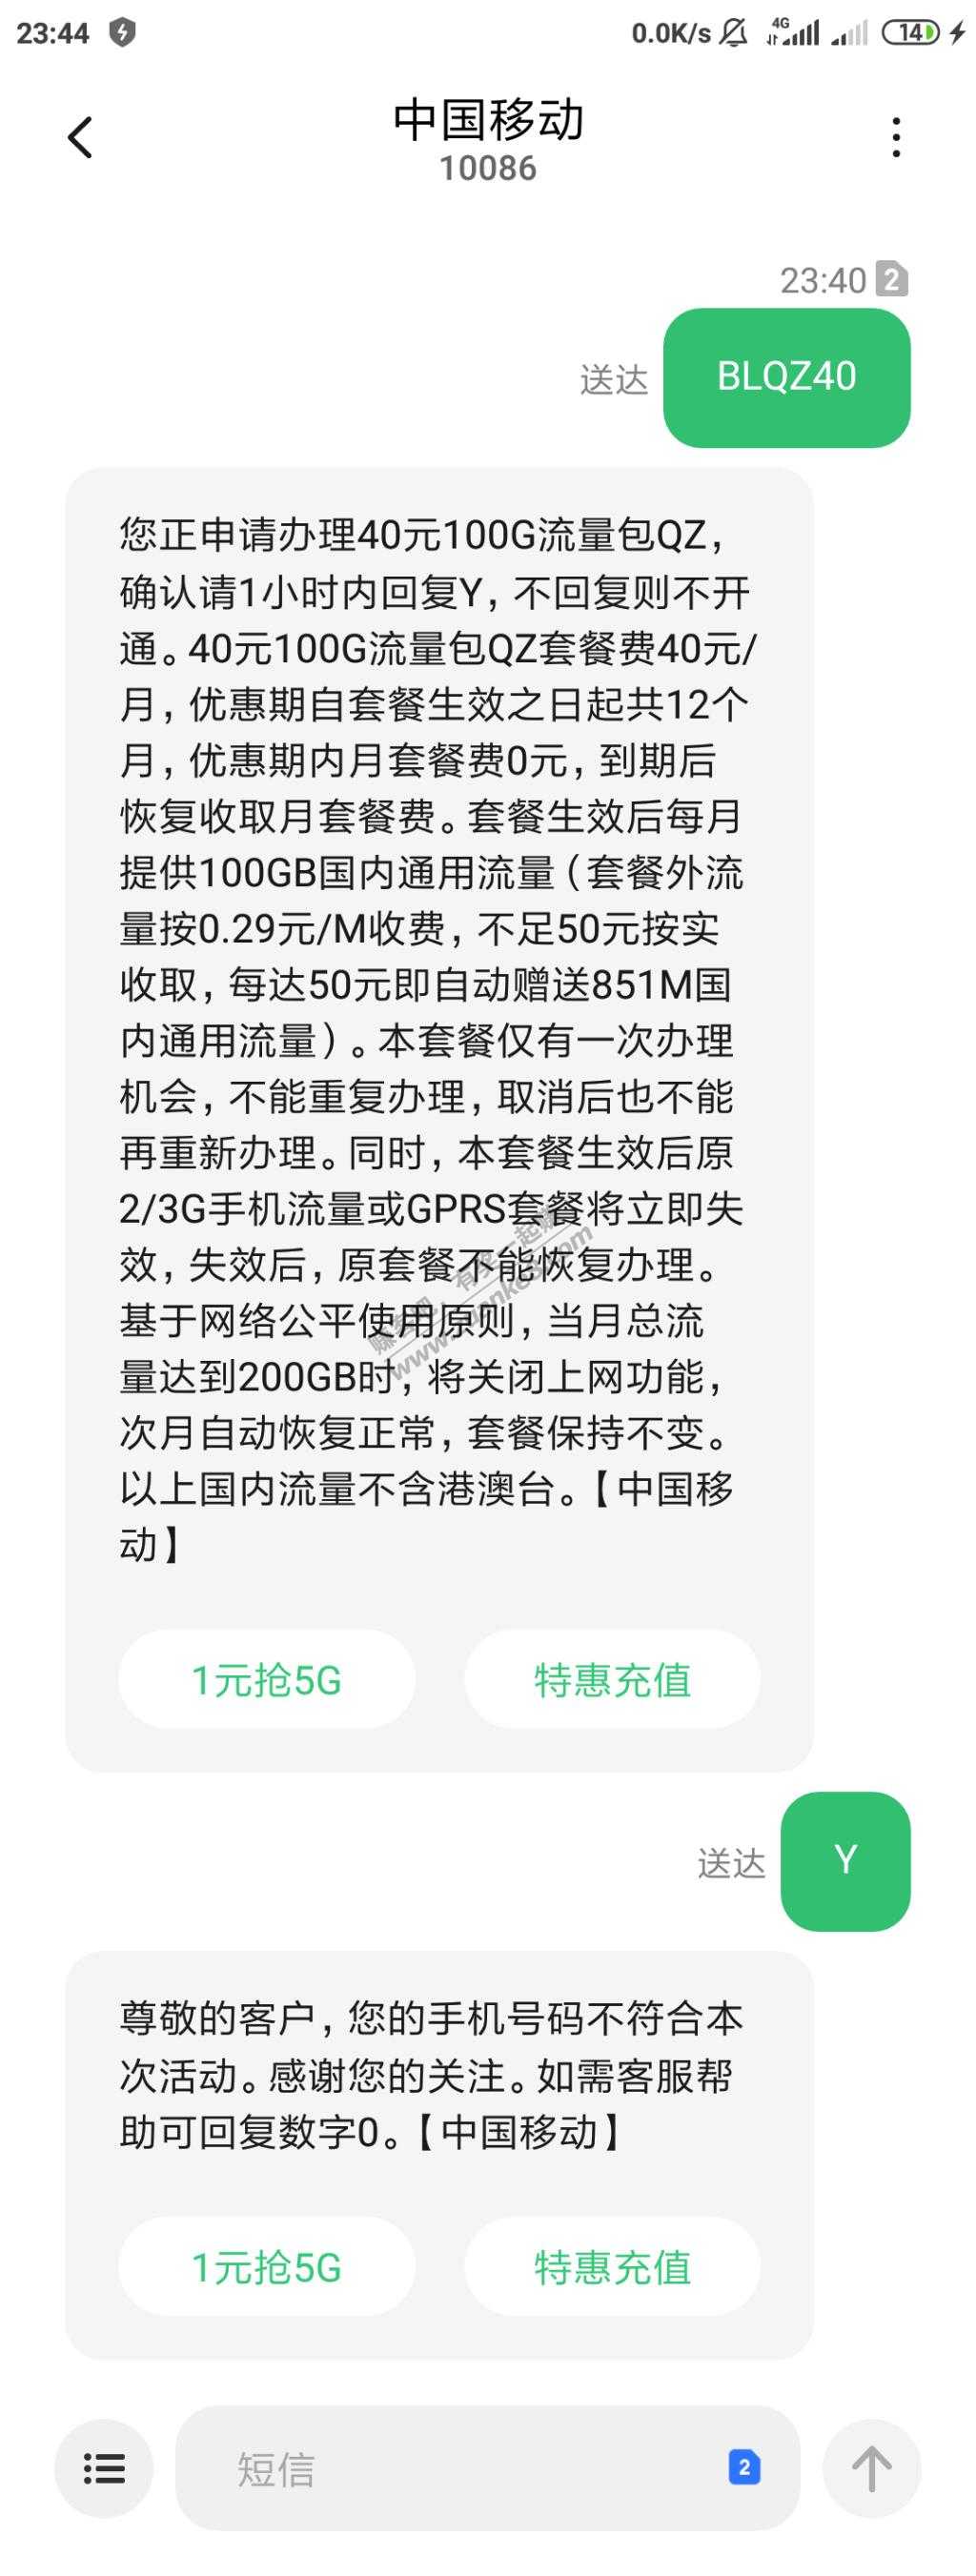 23:44
0.0K/s 4G 14
中国移动
10086
23:40 2
送达 BLQZ40
您正申请办理40元100G流量包QZ,
确认请1小时内回复Y, 不回复则不开
通。40元100G流量包QZ套餐费40元/
月, 优惠期自套餐生效之日起共12个
月, 优惠期内月套餐费0元, 到期后
恢复收取月套餐费。套餐生效后每月
提供100GB国内通用流量 (套餐外流
量按0.29元/M收费, 不足50元按实
收取, 每达50元即自动赠送851M国
内通用流量) 。本套餐仅有一次办理
机会, 不能重复办理, 取消后也不能
再重新办理。同时, 本套餐生效后原
2/3G手机流量或GPRS套餐将立即失
效, 失效后, 原套餐不能恢复办理。
基于网络公平使用原则, 当月总流
量达到200GB时, 将关闭上网功能,
次月自动恢复正常, 套餐保持不变。
以上国内流量不含港澳台。【中国移
动】
赚客吧, 有奖一起赚
www.zuanke8.com
1元抢5G 特惠充值
送达 Y
尊敬的客户, 您的手机号码不符合本
次活动。感谢您的关注。如需客服帮
助可回复数字0。【中国移动】
1元抢5G 特惠充值
短信 2